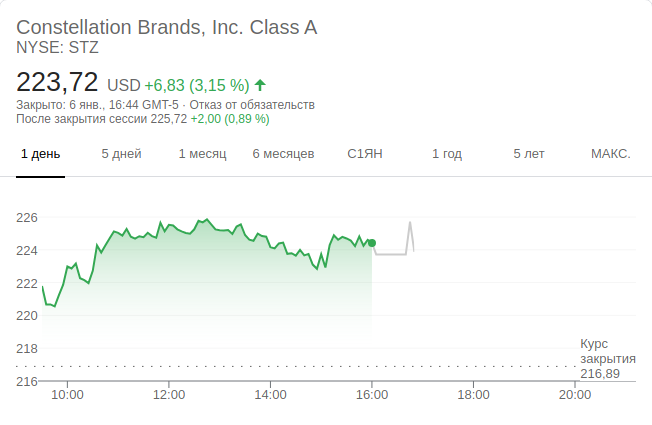 Constellation Brands, Inc. Class A
NYSE: STZ
223,72 USD +6,83 (3,15 %)
Закрыто: 6 янв., 16:44 GMT-5 · Отказ от обязательств
После закрытия сессии 225,72 +2,00 (0,89 %)
1 день 5 дней 1 месяц 6 месяцев С1ЯН 1 год 5 лет МАКС.
226
224
222
220
218
216
Курс
закрытия
216,89
10:00 12:00 14:00 16:00 18:00 20:00